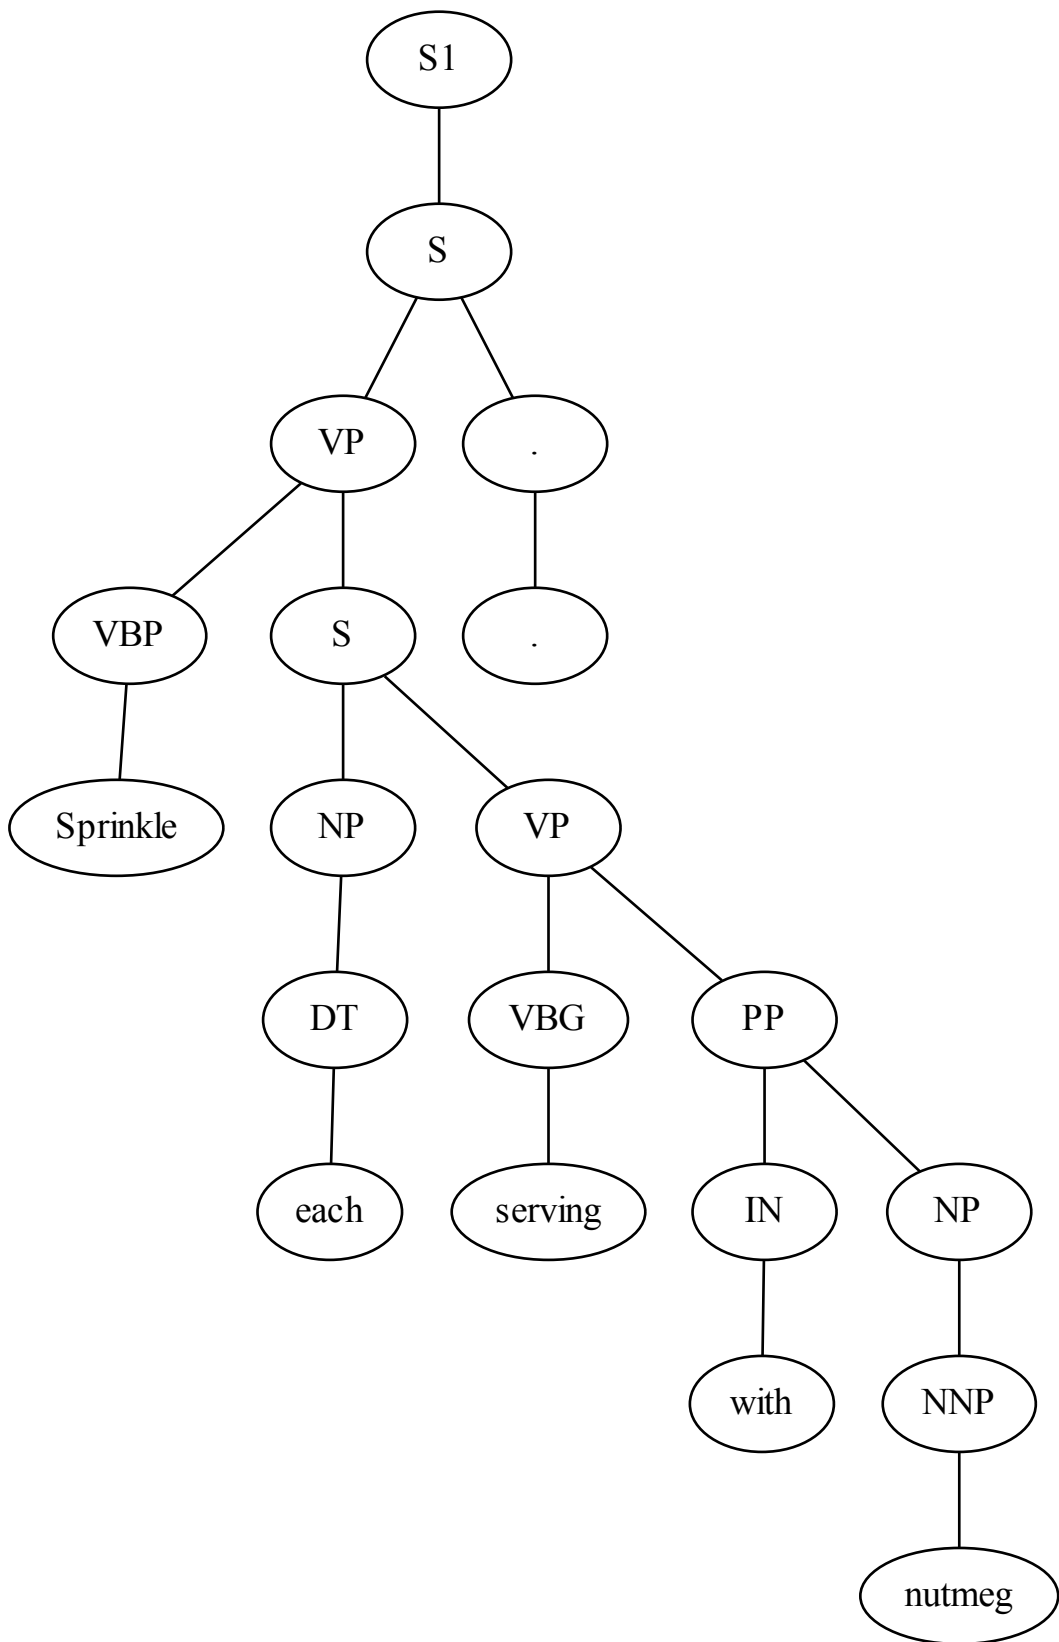 S1
S
VP .
VBP S .
Sprinkle NP VP
DT VBG PP
each serving IN NP
with NNP
nutmeg